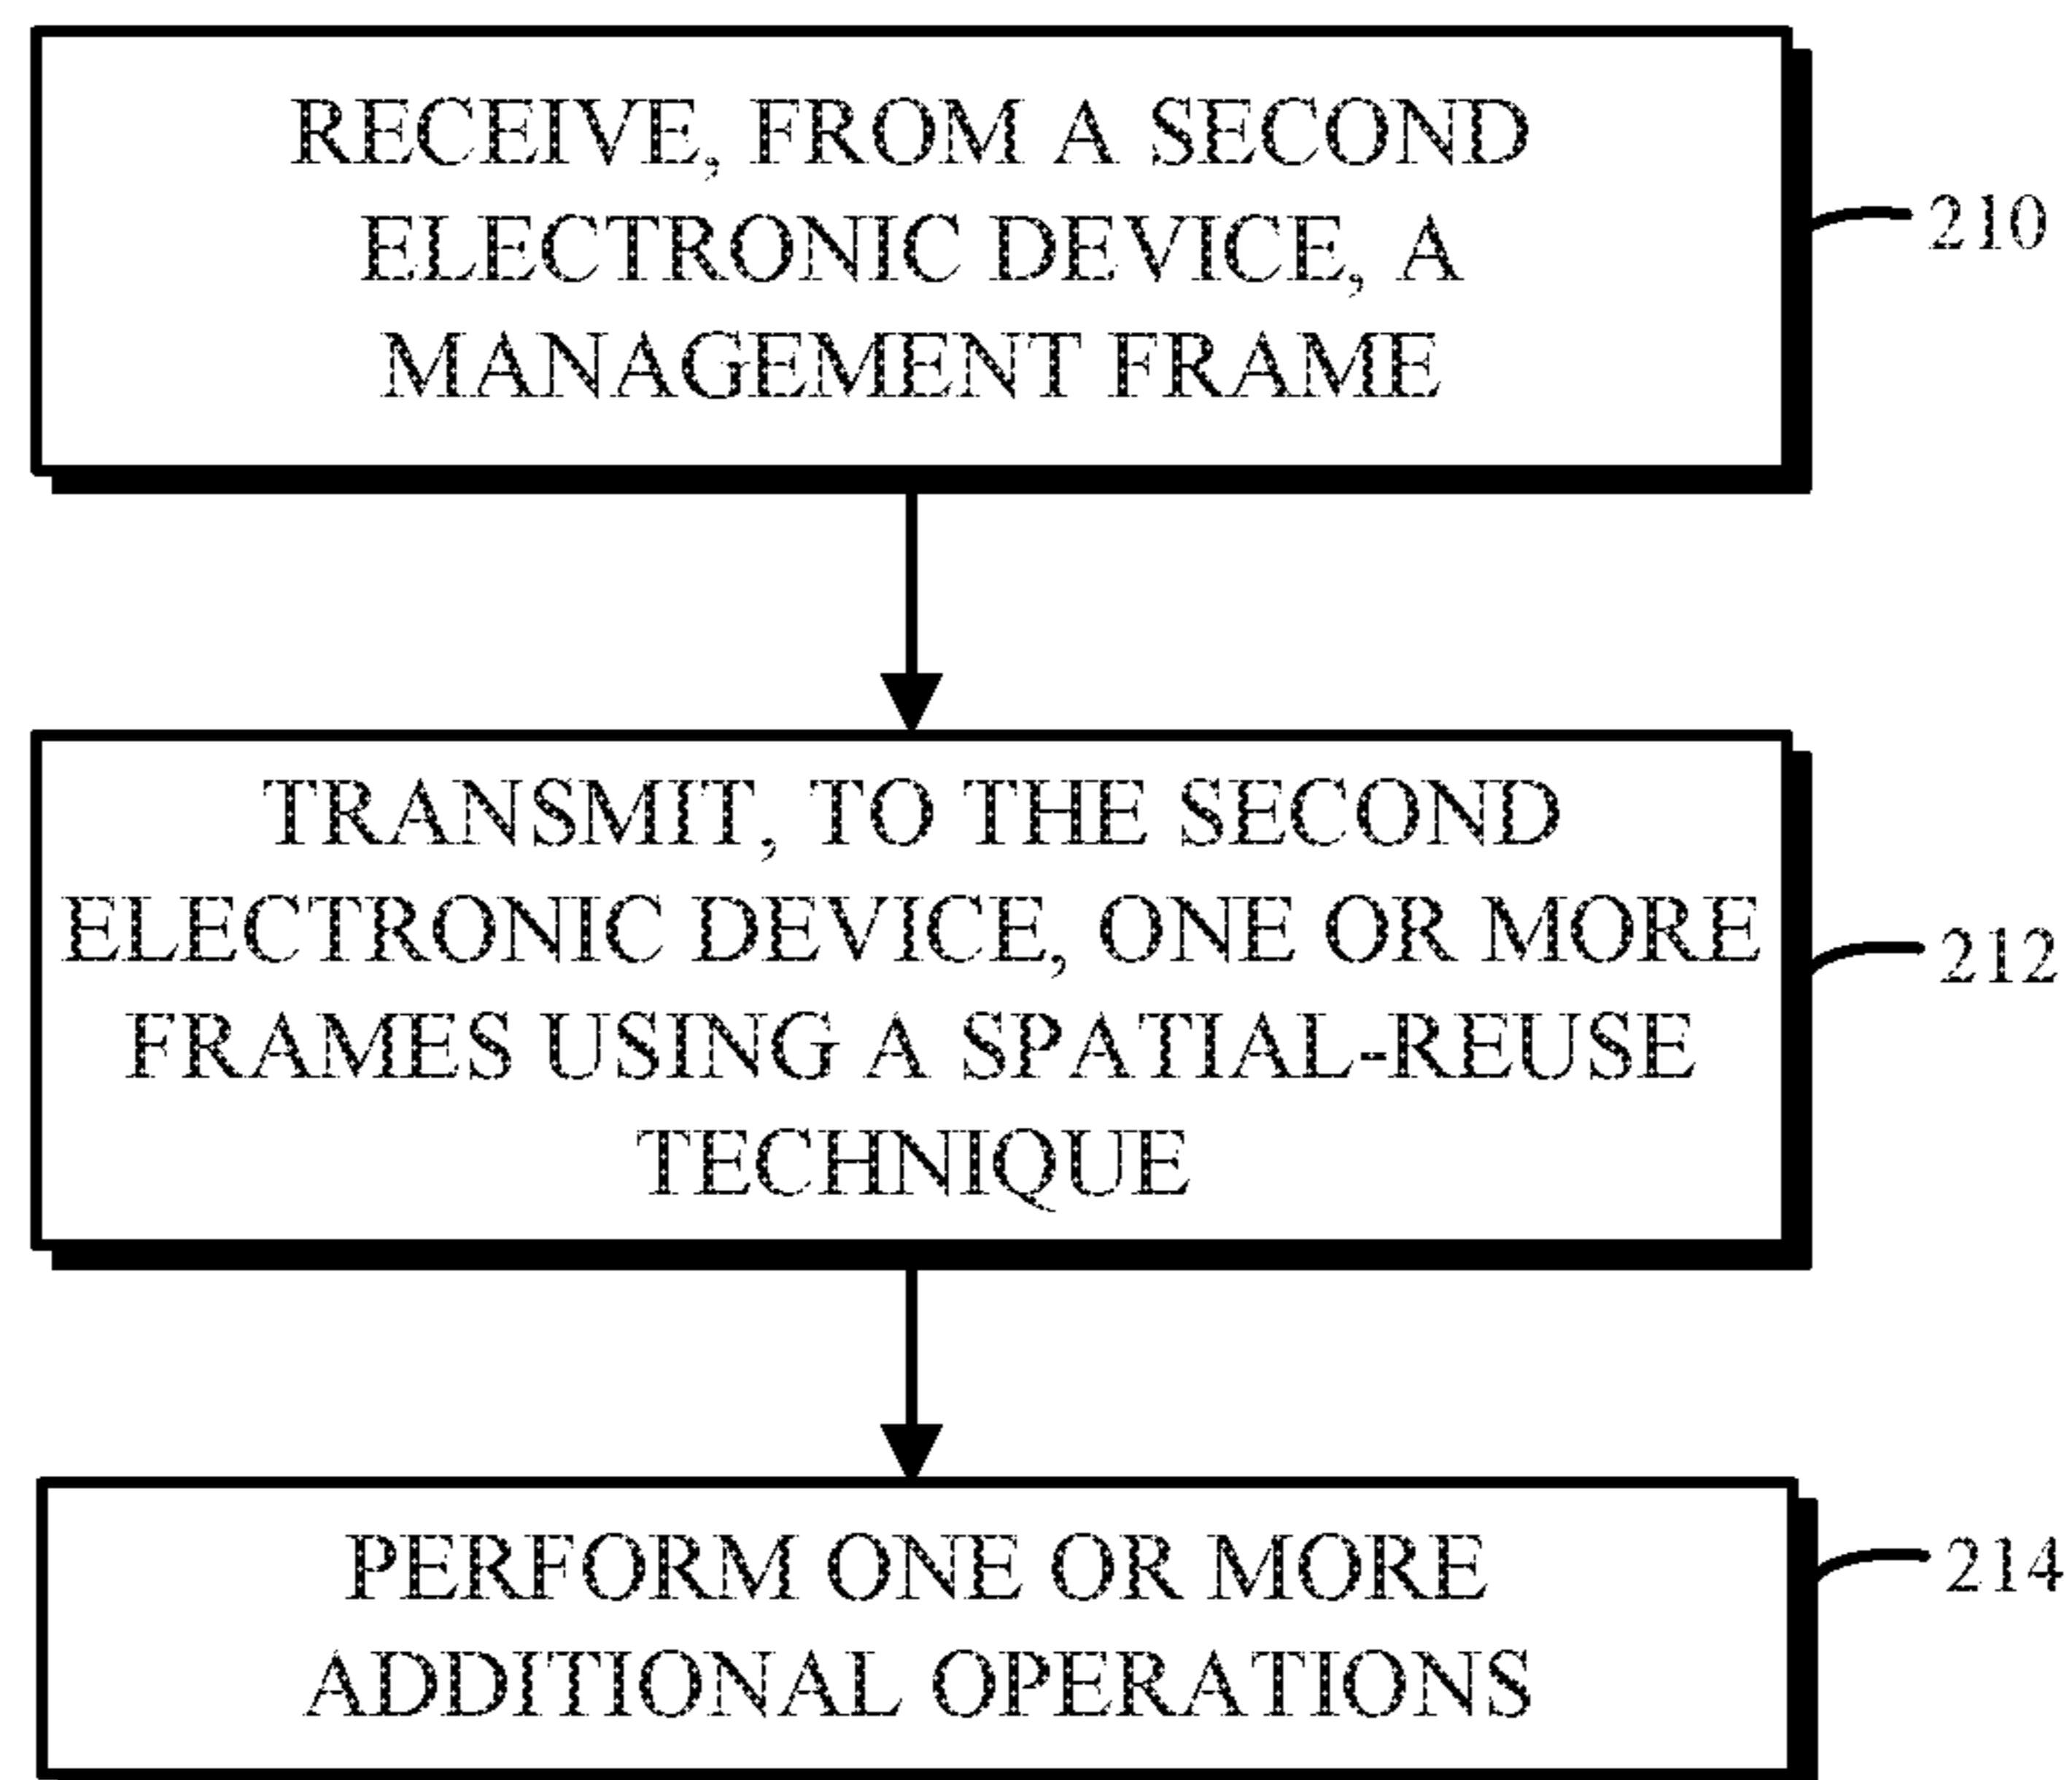 RECEIVE, FROM A SECOND
ELECTRONIC DEVICE, A
MANAGEMENT FRAME
210
TRANSMIT, TO THE SECOND
ELECTRONIC DEVICE, ONE OR MORE
FRAMES USING A SPATIAL-REUSE
TECHNIQUE
212
PERFORM ONE OR MORE
ADDITIONAL OPERATIONS
214